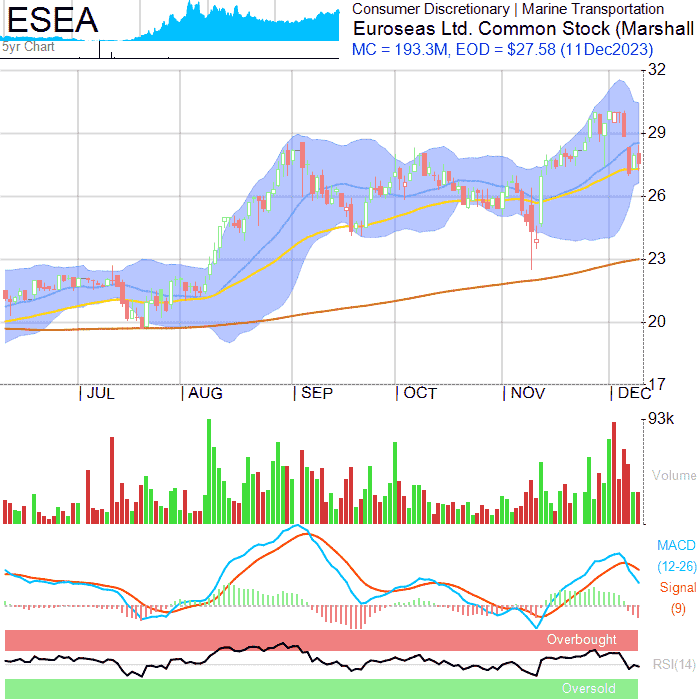 ESEA
5yr Chart
Consumer Discretionary | Marine Transportation
Euroseas Ltd. Common Stock (Marshall
MC = 193.3M, EOD = $27.58 (11Dec2023)
32
29
26
23
20
17
JUL
AUG
SEP
OCT
NOV
DEC
93k
Volume
MACD
(12-26)
Signal
(9)
Overbought
RSI(14)
Oversold